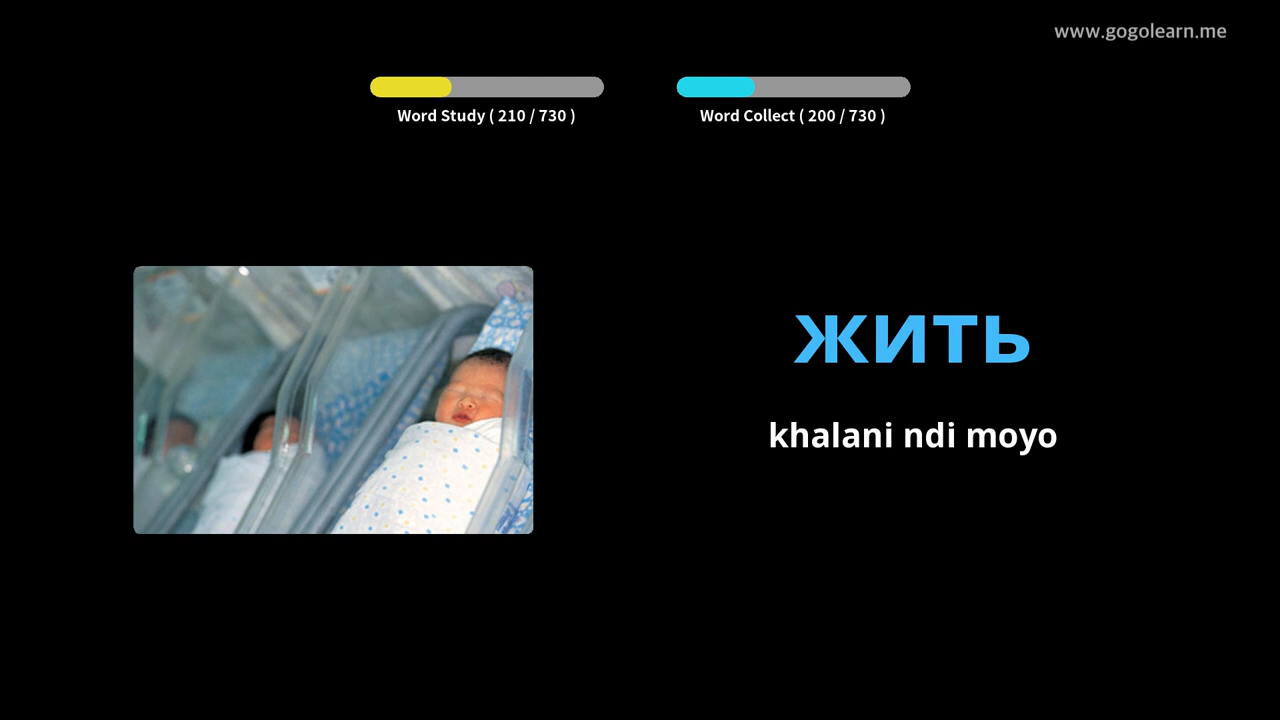 www.gogolearn.me
Word Study ( 210 / 730 )
Word Collect ( 200 / 730 )
жить
khalani ndi moyo